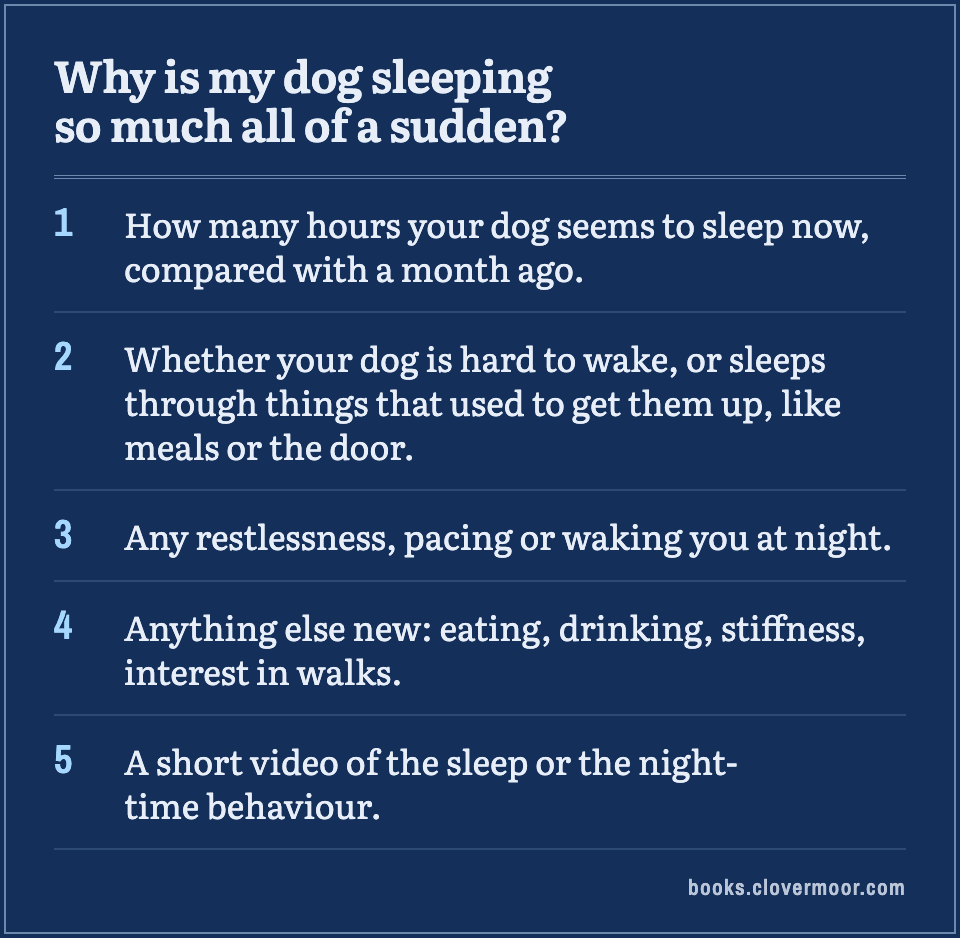 Why is my dog sleeping
so much all of a sudden?
1 How many hours your dog seems to sleep now,
compared with a month ago.
2 Whether your dog is hard to wake, or sleeps
through things that used to get them up, like
meals or the door.
3 Any restlessness, pacing or waking you at night.
4 Anything else new: eating, drinking, stiffness,
interest in walks.
5 A short video of the sleep or the night-
time behaviour.
books.clovermoor.com